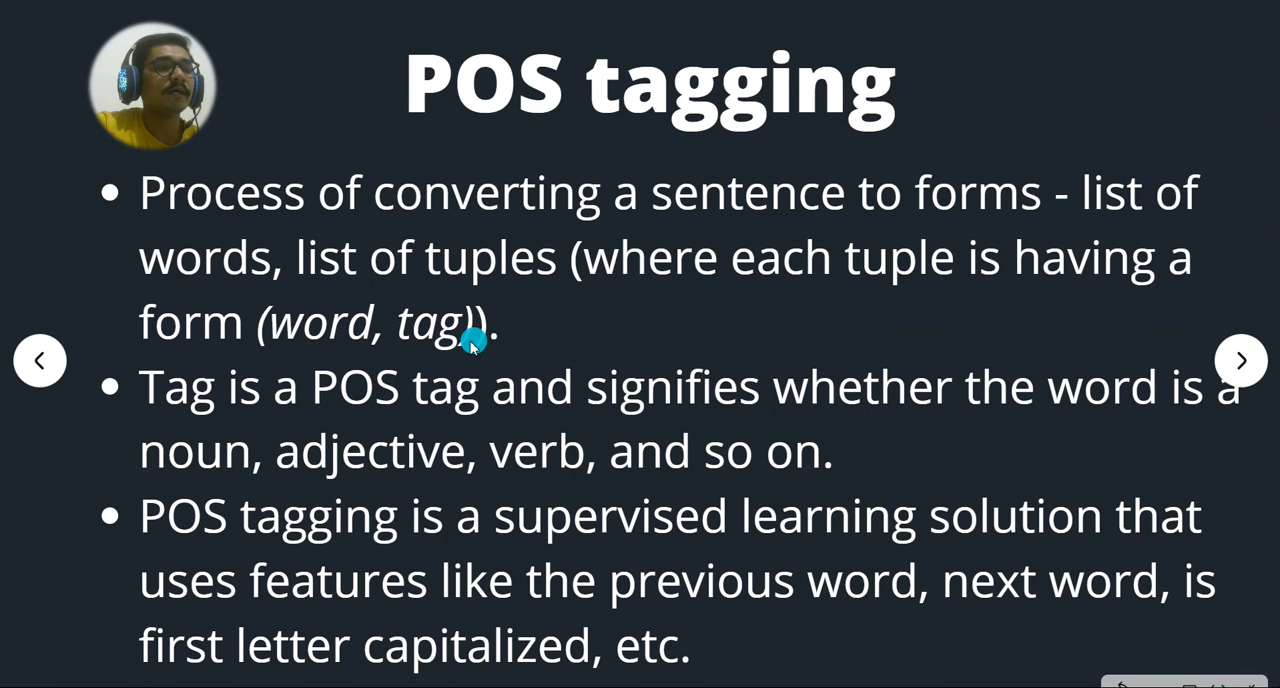 POS tagging
• Process of converting a sentence to forms - list of
words, list of tuples (where each tuple is having a
form (word, tag)).
• Tag is a POS tag and signifies whether the word is a
noun, adjective, verb, and so on.
• POS tagging is a supervised learning solution that
uses features like the previous word, next word, is
first letter capitalized, etc.